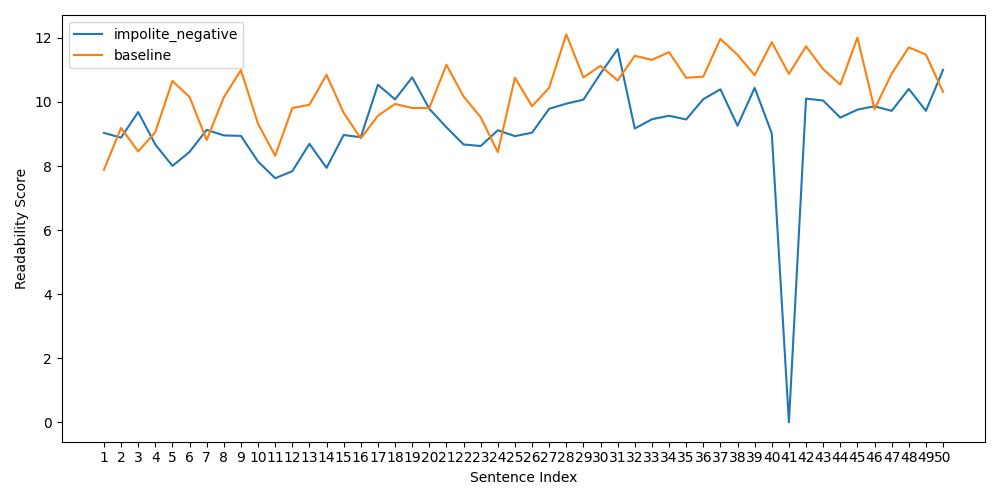 impolite_negative
baseline
12
10
8
6
4
2
0
Readability Score
1 2 3 4 5 6 7 8 9 10 11 12 13 14 15 16 17 18 19 20 21 22 23 24 25 26 27 28 29 30 31 32 33 34 35 36 37 38 39 40 41 42 43 44 45 46 47 48 49 50
Sentence Index